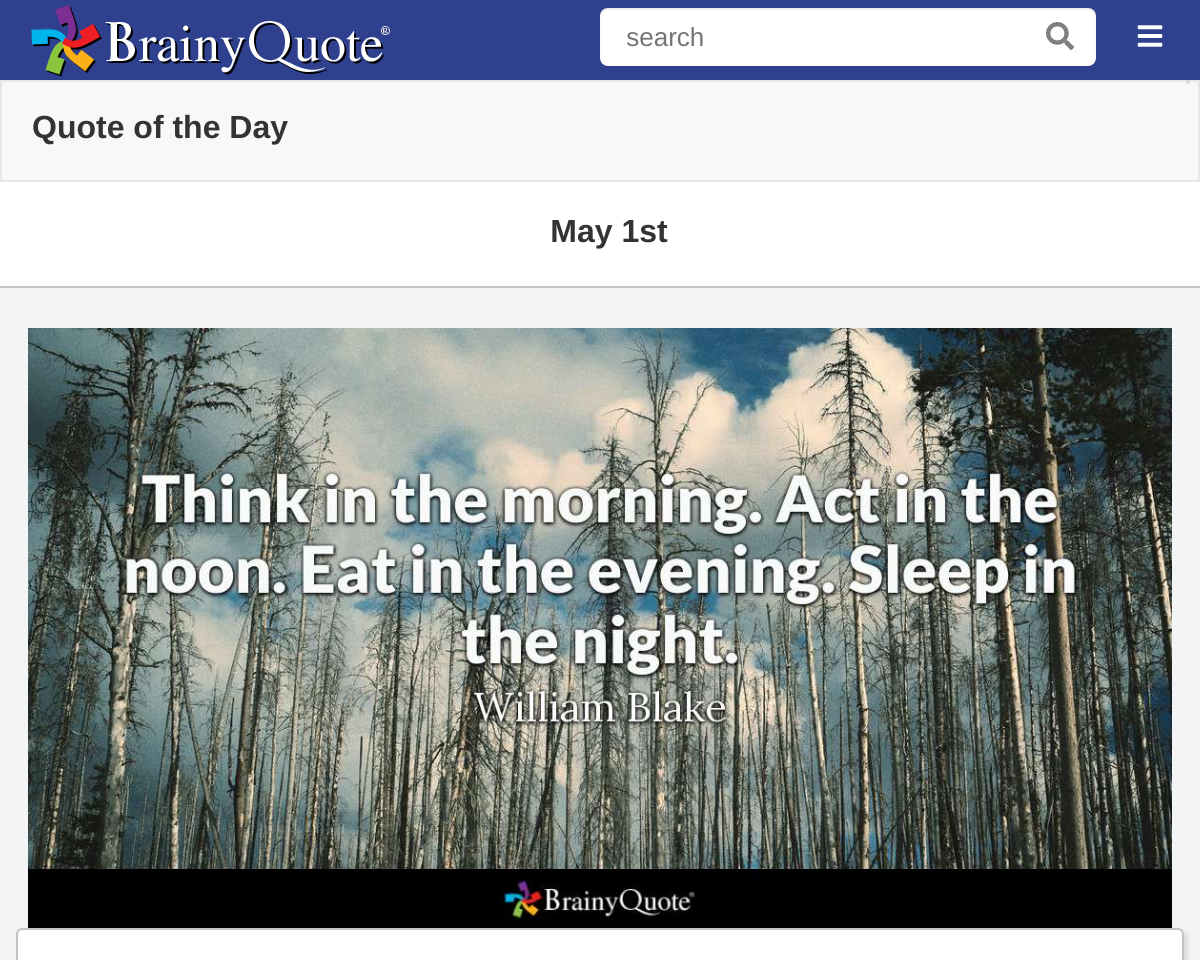 BrainyQuote®
search
Quote of the Day
May 1st
Think in the morning. Act in the
noon. Eat in the evening. Sleep in
the night.
William Blake
BrainyQuote®